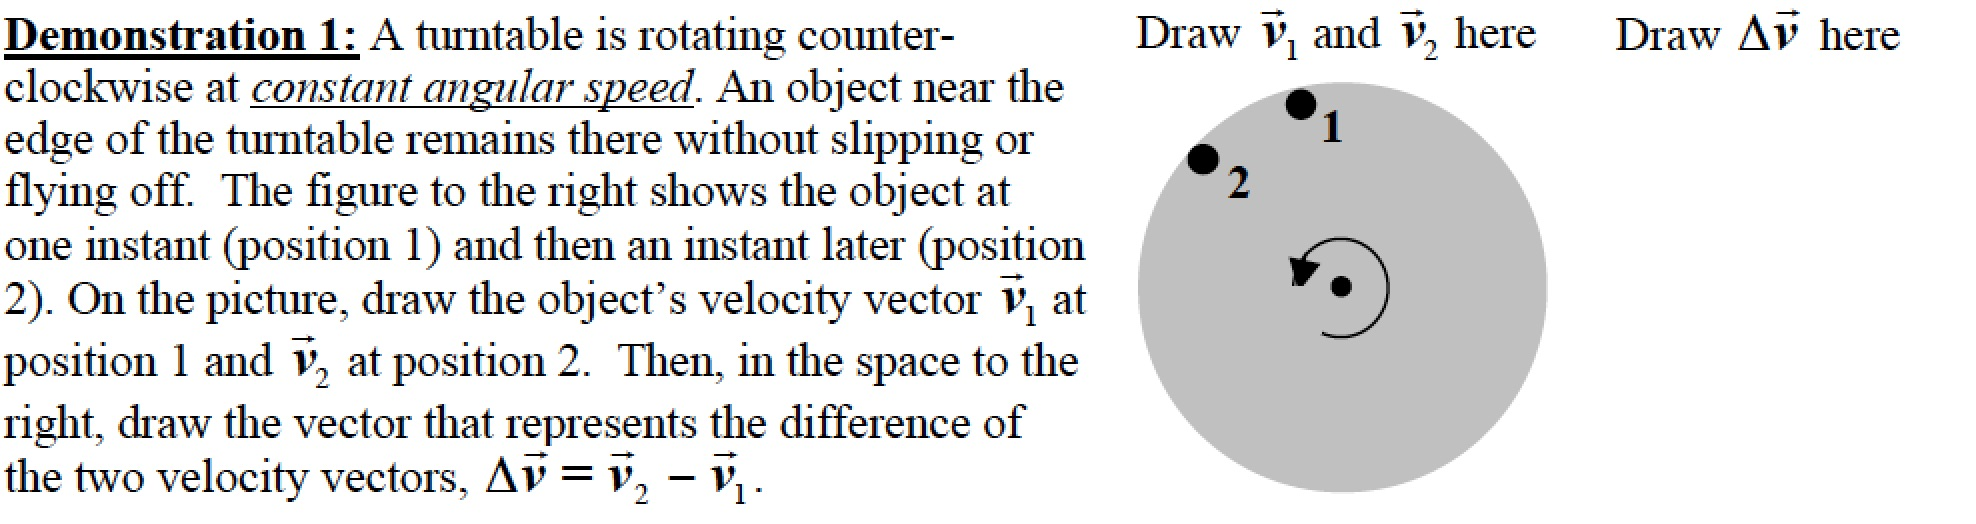 Demonstration 1: A turntable is rotating counter-
clockwise at constant angular speed. An object near the
edge of the turntable remains there without slipping or
flying off. The figure to the right shows the object at
one instant (position 1) and then an instant later (position
2). On the picture, draw the object’s velocity vector v⃗₁ at
position 1 and v⃗₂ at position 2. Then, in the space to the
right, draw the vector that represents the difference of
the two velocity vectors, Δv⃗ = v⃗₂ − v⃗₁.
Draw v⃗₁ and v⃗₂ here
1
2
Draw Δv⃗ here